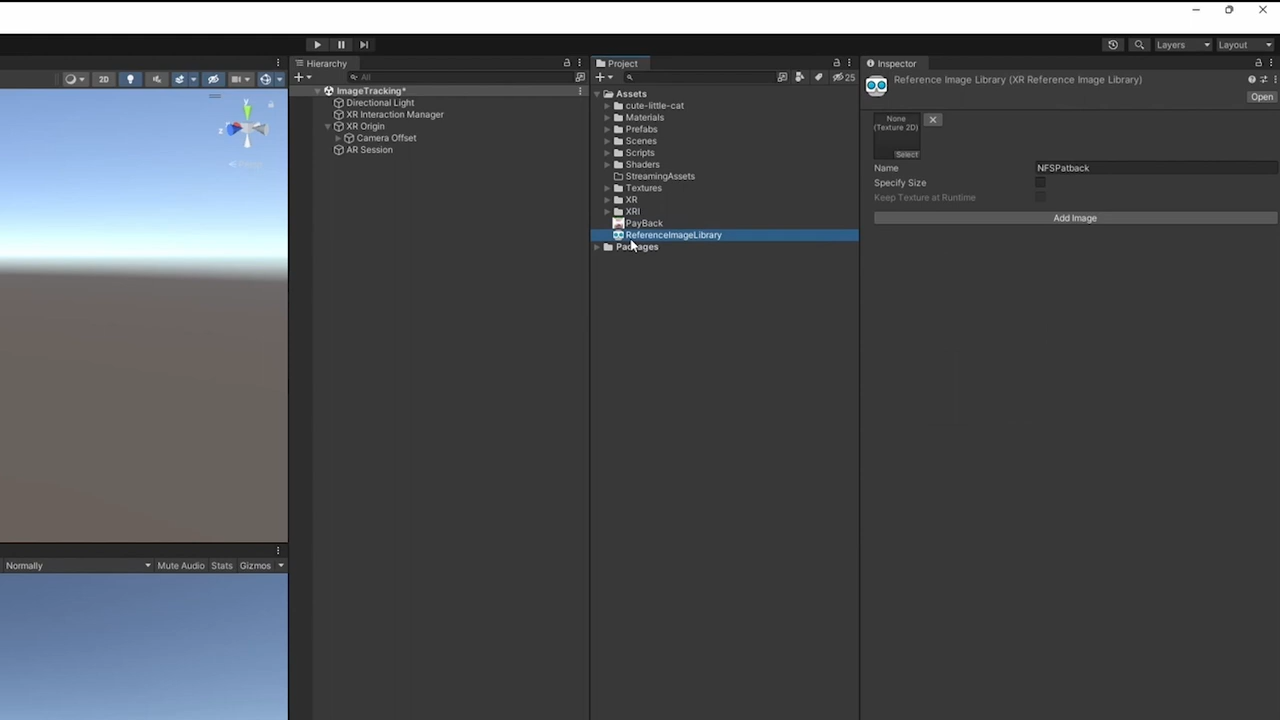 Layers
Layout
Hierarchy
Project
Inspector
2D
All
25
Reference Image Library (XR Reference Image Library)
Open
ImageTracking*
Directional Light
XR Interaction Manager
XR Origin
Camera Offset
AR Session
Assets
cute-little-cat
Materials
Prefabs
Scenes
Scripts
Shaders
StreamingAssets
Textures
XR
XRI
PayBack
ReferenceImageLibrary
Packages
None
(Texture 2D)
Select
Name
NFSPatback
Specify Size
Keep Texture at Runtime
Add Image
y
z
Normally
Mute Audio
Stats
Gizmos